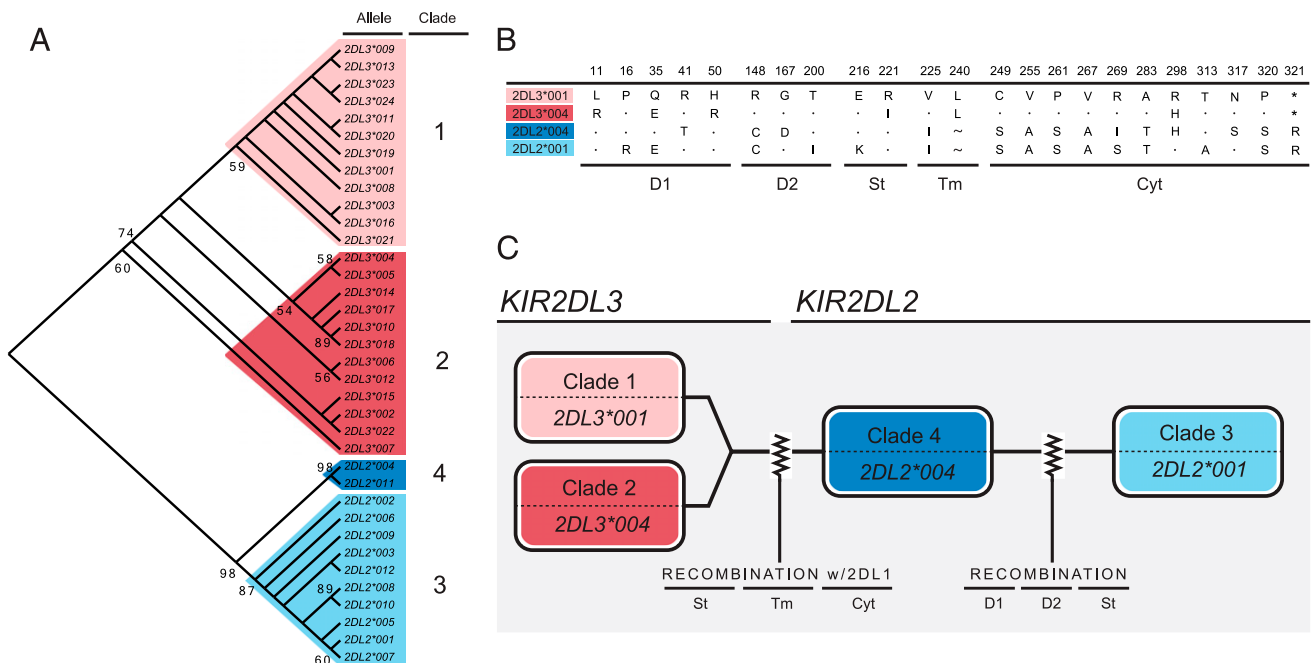 A
Allele Clade
2DL3*009
2DL3*013
2DL3*023
2DL3*024
2DL3*011
2DL3*020
2DL3*019
2DL3*001
2DL3*008
2DL3*003
2DL3*016
2DL3*021
1
59
74
60
2DL3*004
2DL3*005
2DL3*014
2DL3*017
2DL3*010
2DL3*018
2DL3*006
2DL3*012
2DL3*015
2DL3*002
2DL3*022
2DL3*007
2
58
54
89
56
2DL2*004
2DL2*011
4
98
2DL2*002
2DL2*006
2DL2*009
2DL2*003
2DL2*012
2DL2*008
2DL2*010
2DL2*005
2DL2*001
2DL2*007
3
98
87
89
60
B
11 16 35 41 50 148 167 200 216 221 225 240 249 255 261 267 269 283 298 313 317 320 321
2DL3*001 L P Q R H R G T E R V L C V P V R A R T N P *
2DL3*004 R · E · R · · · · I · L · · · · · · H · · · *
2DL2*004 · · · T · C D · · · I ~ S A S A I T H · S S R
2DL2*001 · R E · · C · I K · I ~ S A S A S T · A · S R
D1 D2 St Tm Cyt
C
KIR2DL3 KIR2DL2
Clade 1
2DL3*001
Clade 2
2DL3*004
Clade 4
2DL2*004
Clade 3
2DL2*001
RECOMBINATION w/2DL1
St Tm Cyt
RECOMBINATION
D1 D2 St